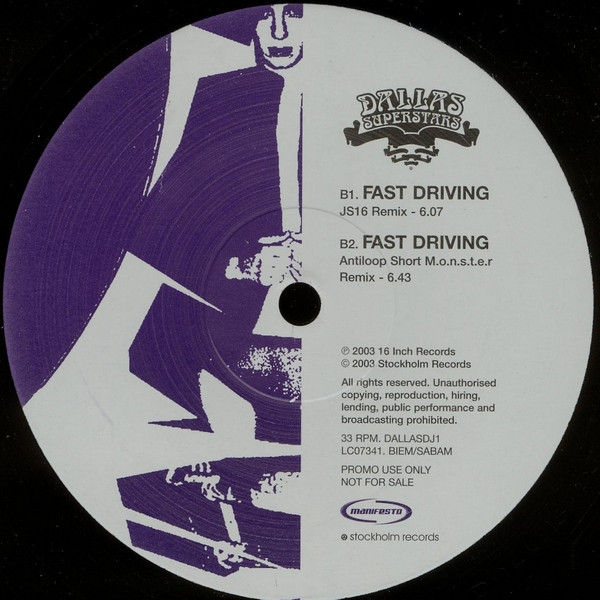 DALLAS
SUPERSTARS
B1. FAST DRIVING
JS16 Remix - 6.07
B2. FAST DRIVING
Antiloop Short M.o.n.s.t.e.r
Remix - 6.43
℗ 2003 16 Inch Records
© 2003 Stockholm Records
All rights reserved. Unauthorised
copying, reproduction, hiring,
lending, public performance and
broadcasting prohibited.
33 RPM. DALLASDJ1
LC07341. BIEM/SABAM
PROMO USE ONLY
NOT FOR SALE
manifesto
stockholm records